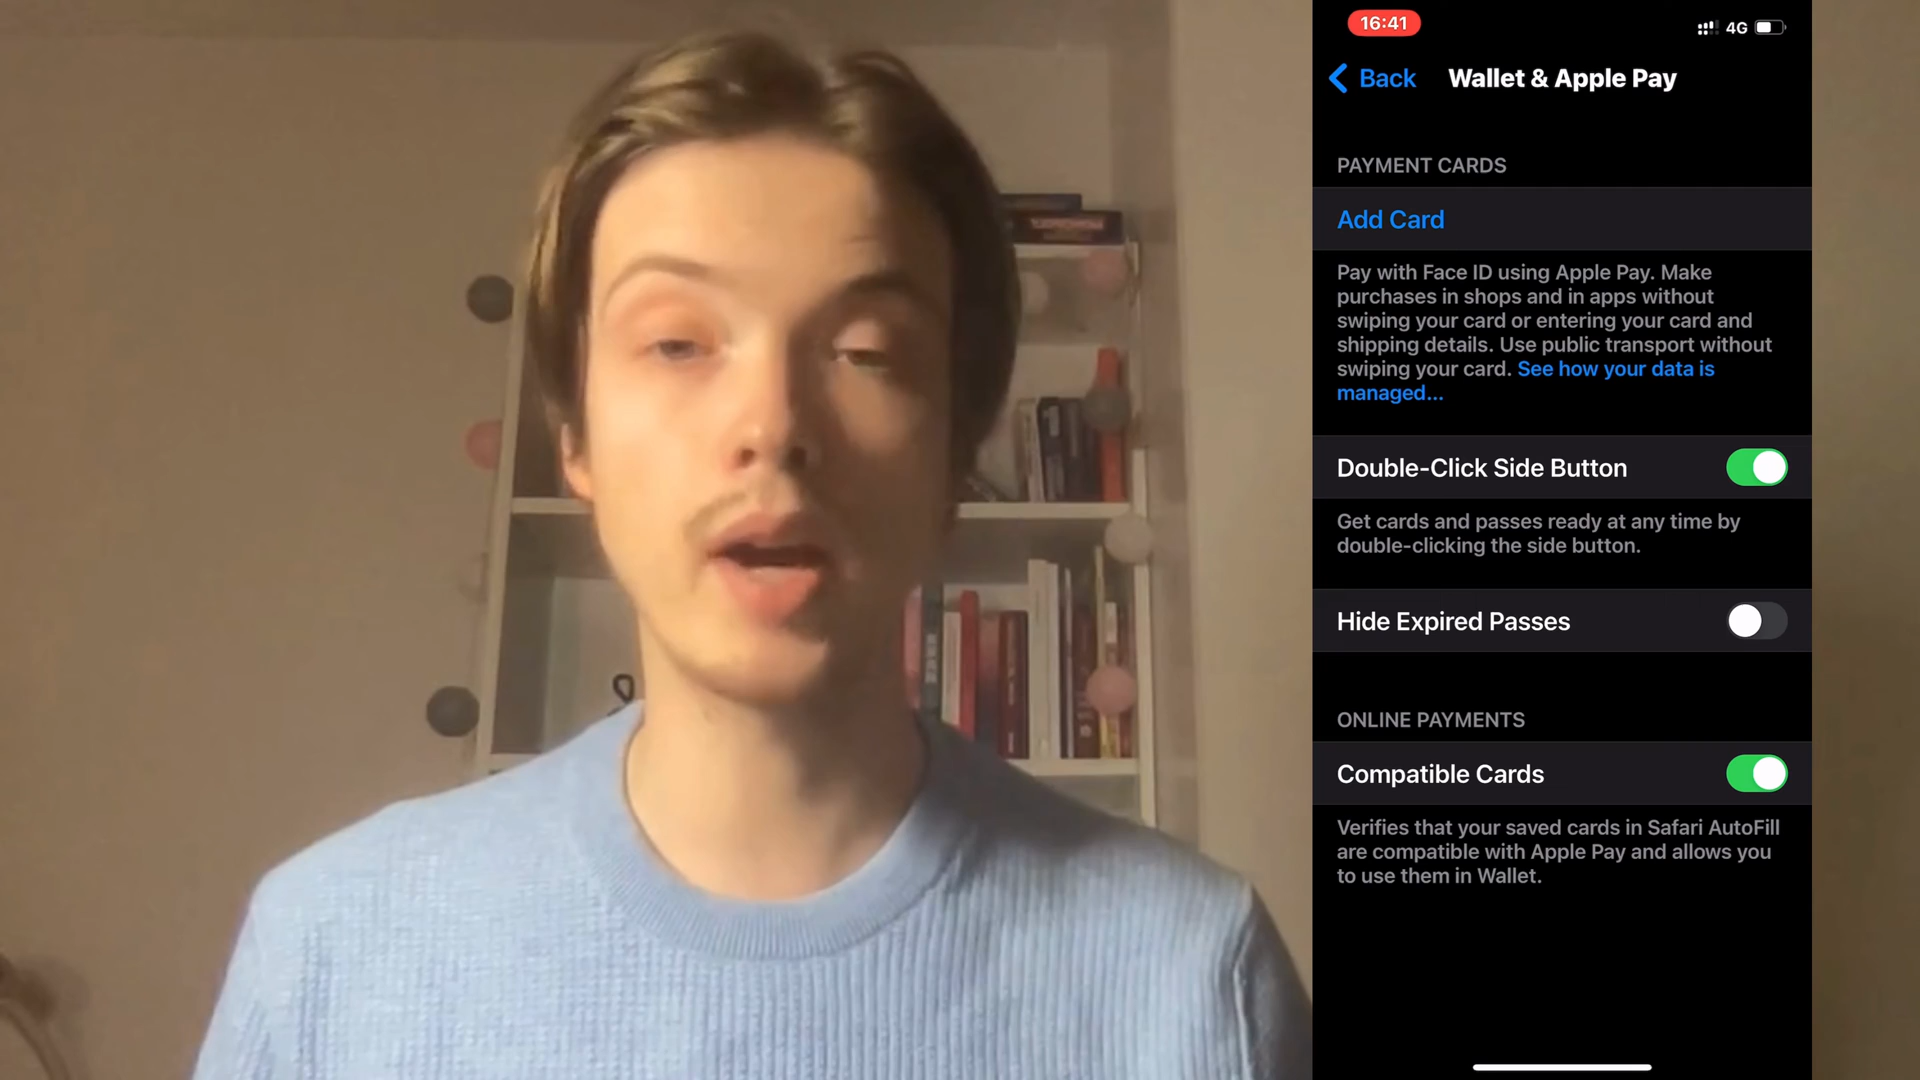 16:41
4G
Back
Wallet & Apple Pay
PAYMENT CARDS
Add Card
Pay with Face ID using Apple Pay. Make
purchases in shops and in apps without
swiping your card or entering your card and
shipping details. Use public transport without
swiping your card. See how your data is
managed...
Double-Click Side Button
Get cards and passes ready at any time by
double-clicking the side button.
Hide Expired Passes
ONLINE PAYMENTS
Compatible Cards
Verifies that your saved cards in Safari AutoFill
are compatible with Apple Pay and allows you
to use them in Wallet.